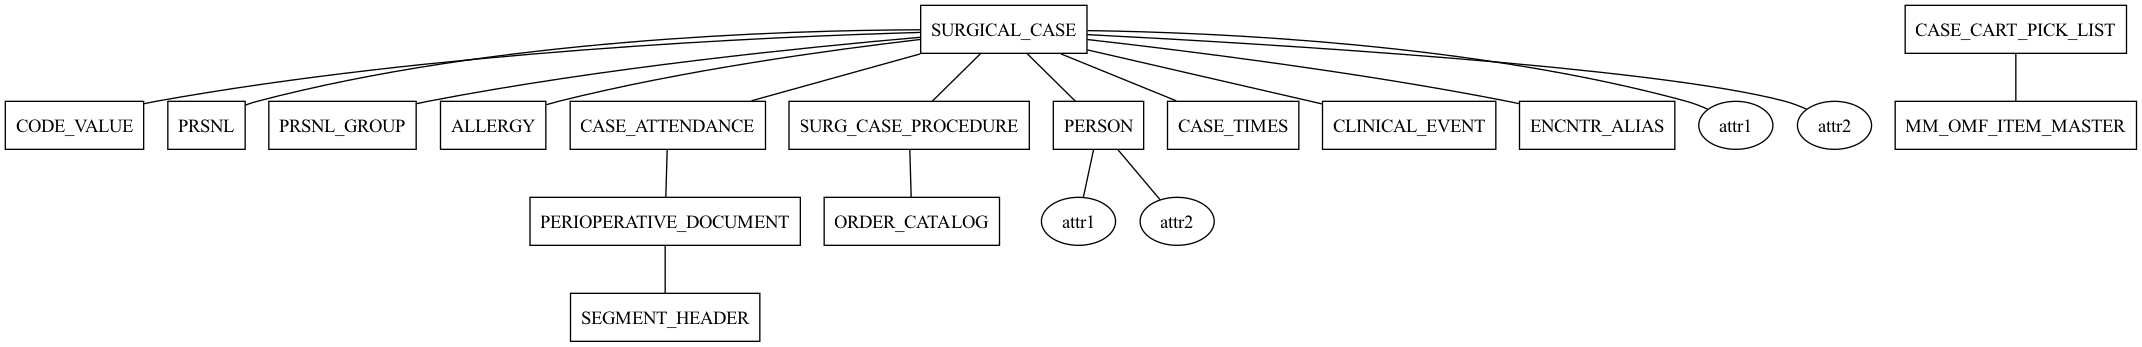 SURGICAL_CASE
CASE_CART_PICK_LIST
CODE_VALUE
PRSNL
PRSNL_GROUP
ALLERGY
CASE_ATTENDANCE
SURG_CASE_PROCEDURE
PERSON
CASE_TIMES
CLINICAL_EVENT
ENCNTR_ALIAS
attr1
attr2
MM_OMF_ITEM_MASTER
PERIOPERATIVE_DOCUMENT
ORDER_CATALOG
attr1
attr2
SEGMENT_HEADER